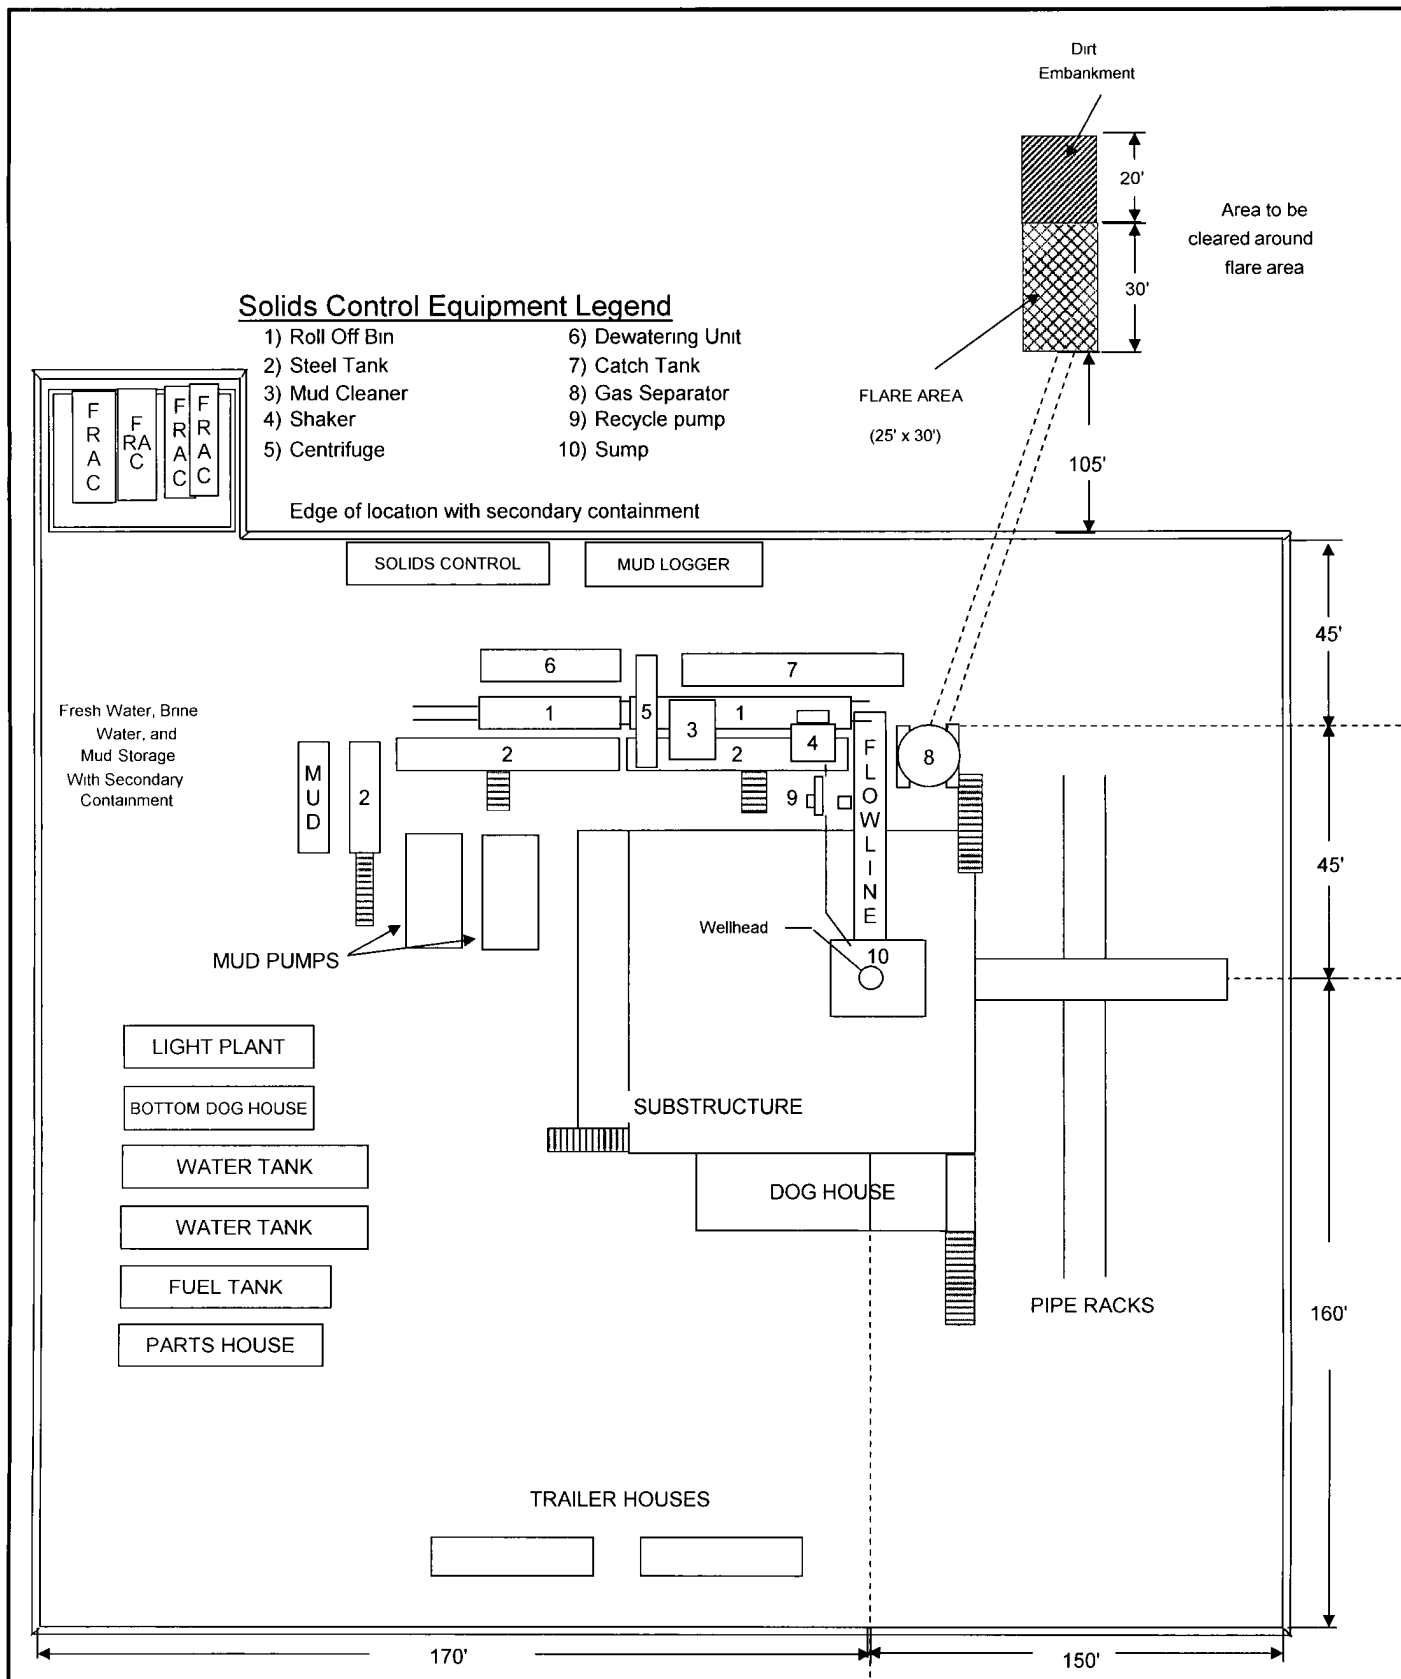 Dirt
Embankment
20'
Area to be
cleared around
flare area
30'
Solids Control Equipment Legend
1) Roll Off Bin
2) Steel Tank
3) Mud Cleaner
4) Shaker
5) Centrifuge
6) Dewatering Unit
7) Catch Tank
8) Gas Separator
9) Recycle pump
10) Sump
FLARE AREA
(25' x 30')
FRAC
FRAC
FRAC
FRAC
105'
Edge of location with secondary containment
SOLIDS CONTROL
MUD LOGGER
45'
6
7
Fresh Water, Brine
Water, and
Mud Storage
With Secondary
Containment
1
5
3
1
4
2
2
8
MUD
2
9
FLOWLINE
45'
Wellhead
10
MUD PUMPS
LIGHT PLANT
BOTTOM DOG HOUSE
SUBSTRUCTURE
WATER TANK
DOG HOUSE
WATER TANK
FUEL TANK
PIPE RACKS
160'
PARTS HOUSE
TRAILER HOUSES
170'
150'